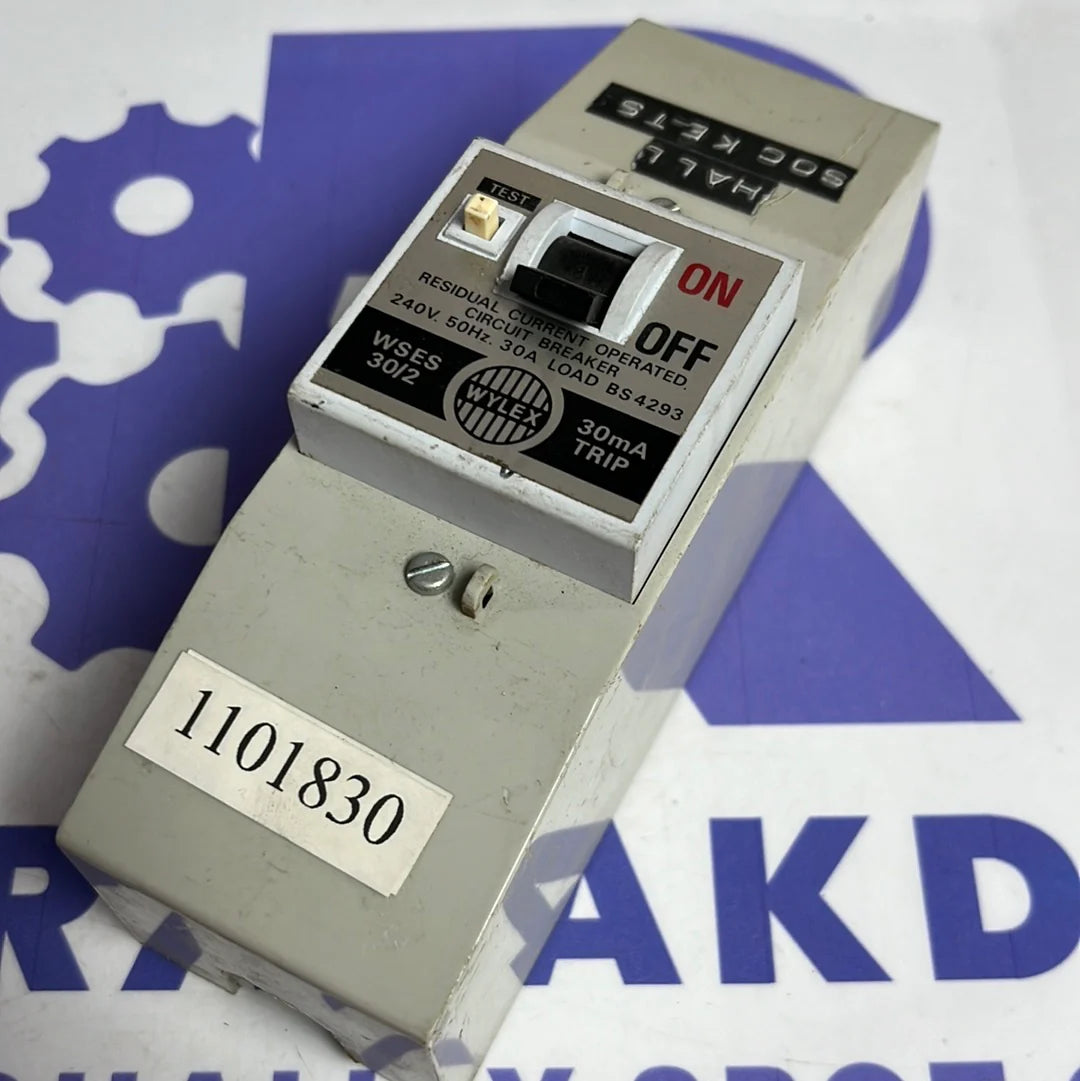 SOCKETS
HALL
TEST
ON
OFF
RESIDUAL CURRENT OPERATED
CIRCUIT BREAKER
240V. 50Hz. 30A LOAD BS4293
WSES
30/2
WYLEX
30mA
TRIP
1101830
AKD